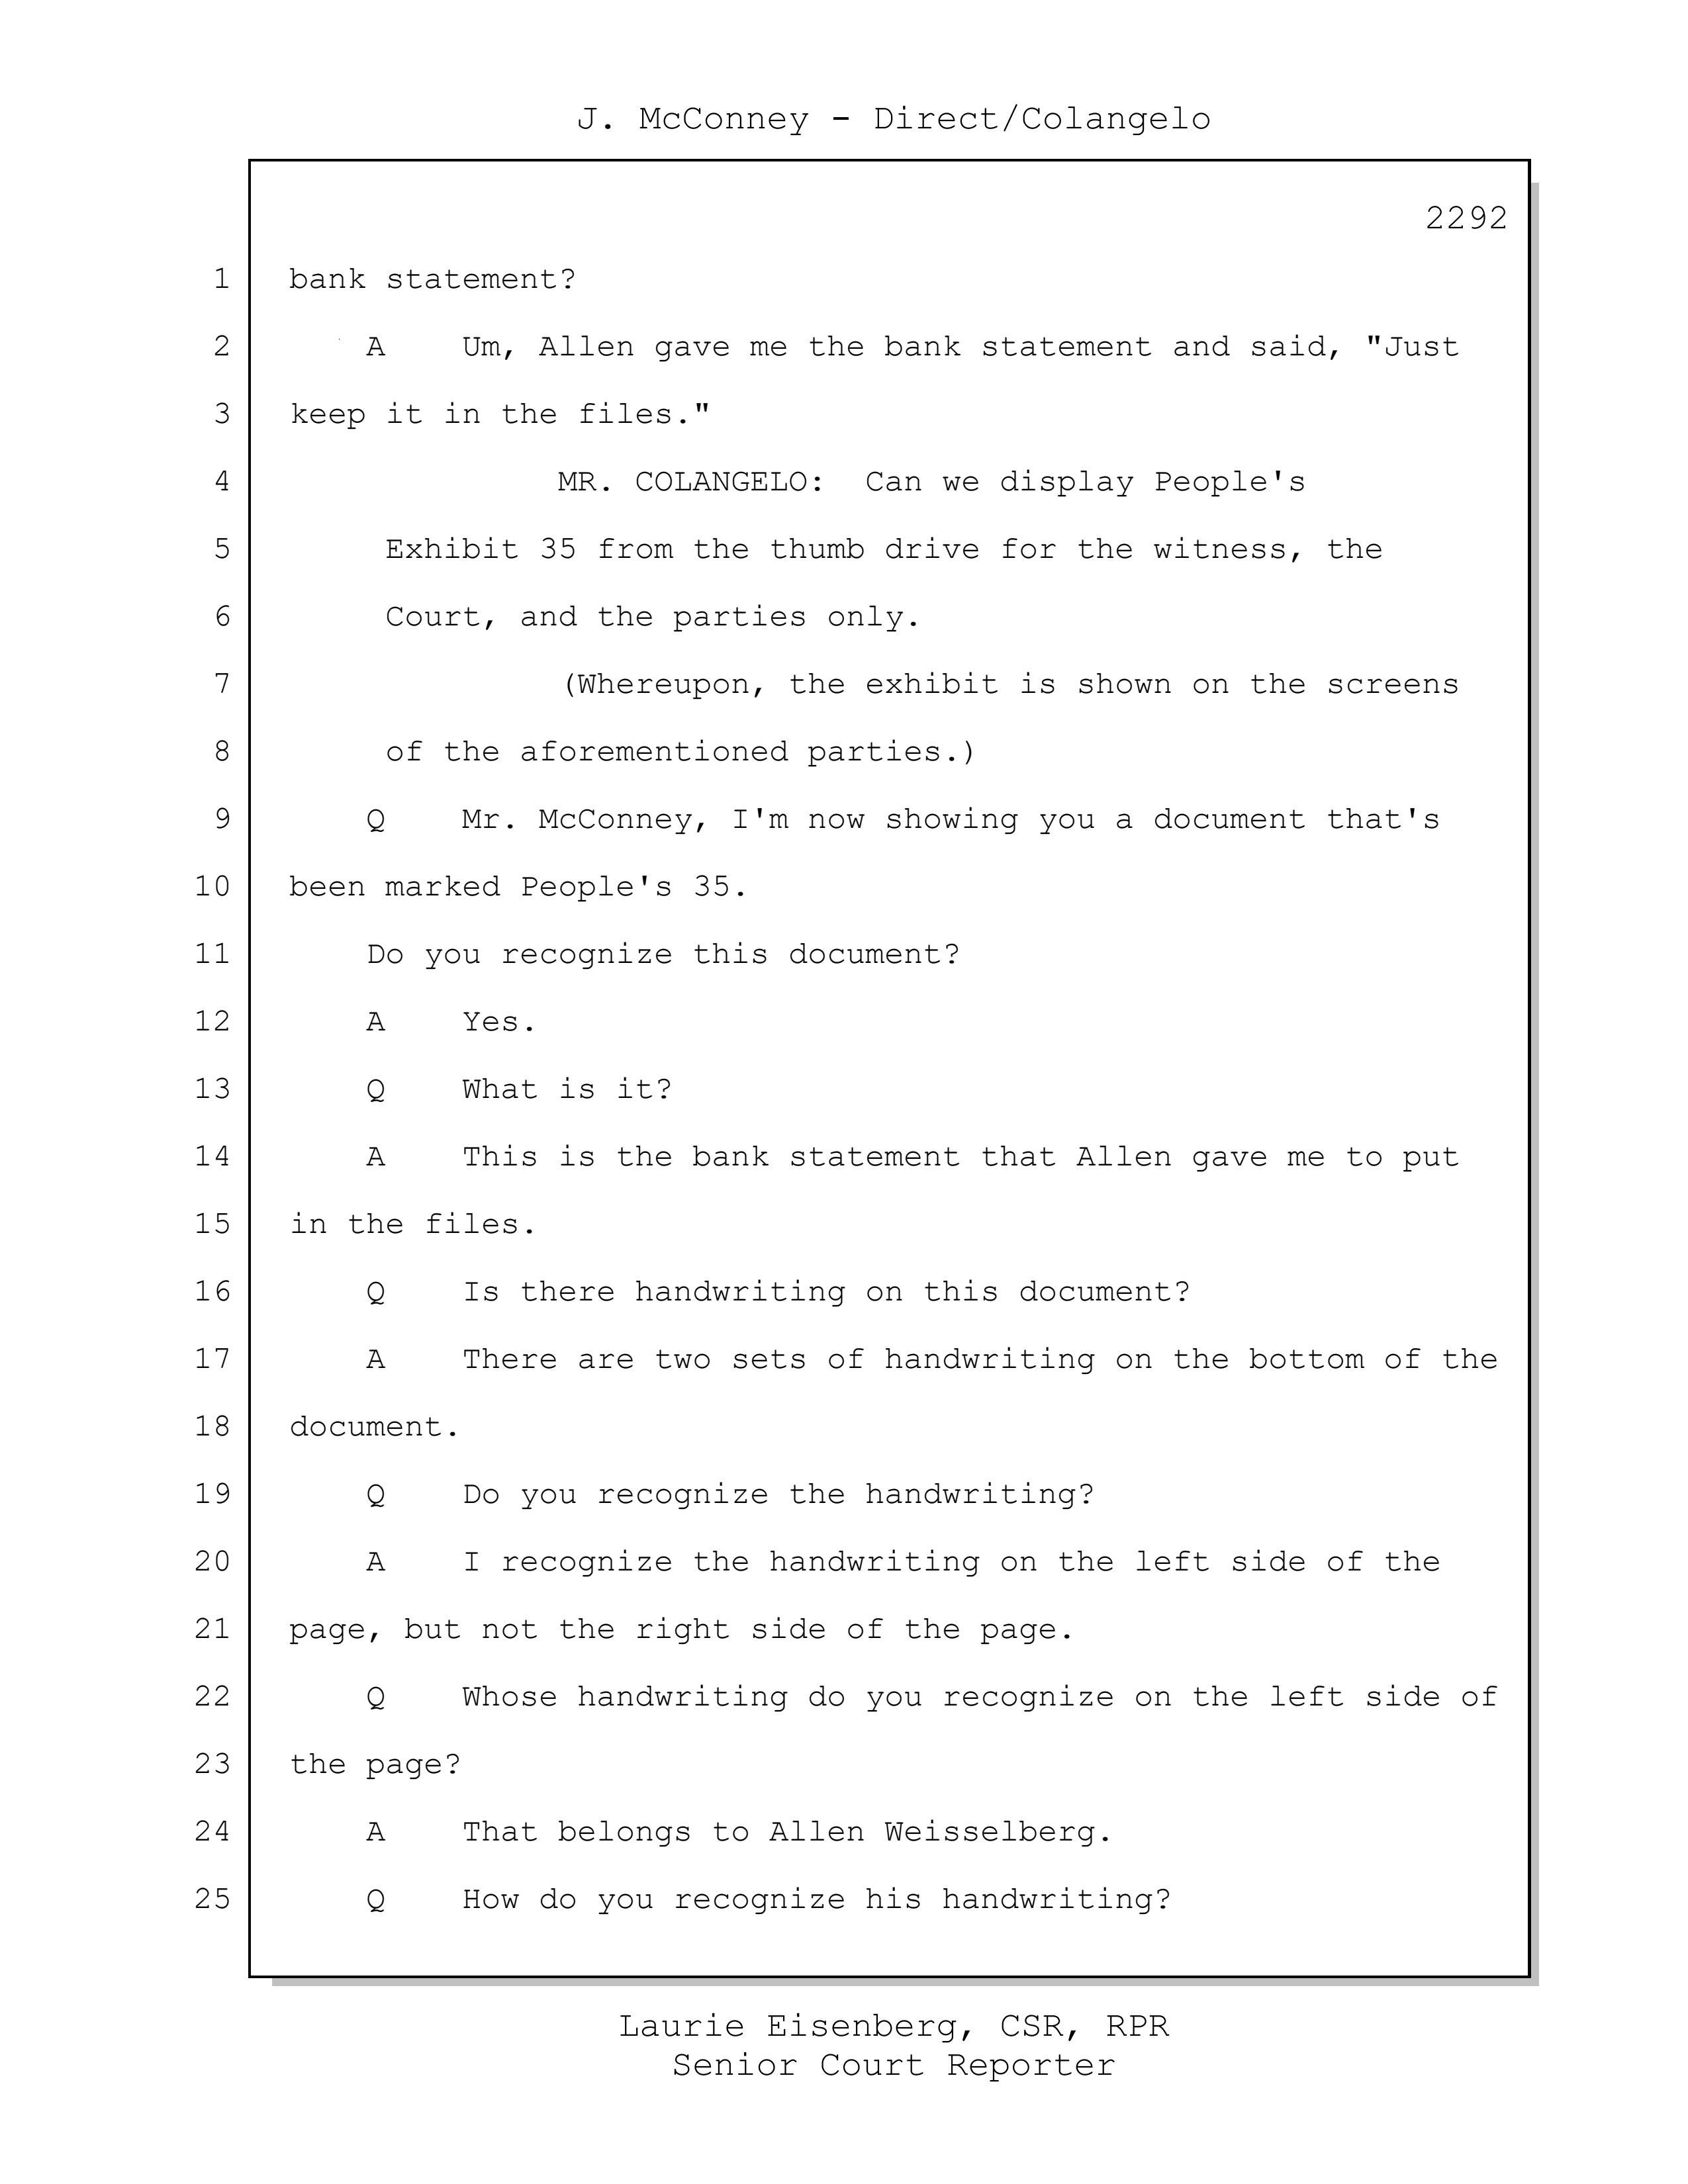 J. McConney - Direct/Colangelo
2292
1 bank statement?
2 A Um, Allen gave me the bank statement and said, "Just
3 keep it in the files."
4 MR. COLANGELO: Can we display People's
5 Exhibit 35 from the thumb drive for the witness, the
6 Court, and the parties only.
7 (Whereupon, the exhibit is shown on the screens
8 of the aforementioned parties.)
9 Q Mr. McConney, I'm now showing you a document that's
10 been marked People's 35.
11 Do you recognize this document?
12 A Yes.
13 Q What is it?
14 A This is the bank statement that Allen gave me to put
15 in the files.
16 Q Is there handwriting on this document?
17 A There are two sets of handwriting on the bottom of the
18 document.
19 Q Do you recognize the handwriting?
20 A I recognize the handwriting on the left side of the
21 page, but not the right side of the page.
22 Q Whose handwriting do you recognize on the left side of
23 the page?
24 A That belongs to Allen Weisselberg.
25 Q How do you recognize his handwriting?
Laurie Eisenberg, CSR, RPR
Senior Court Reporter